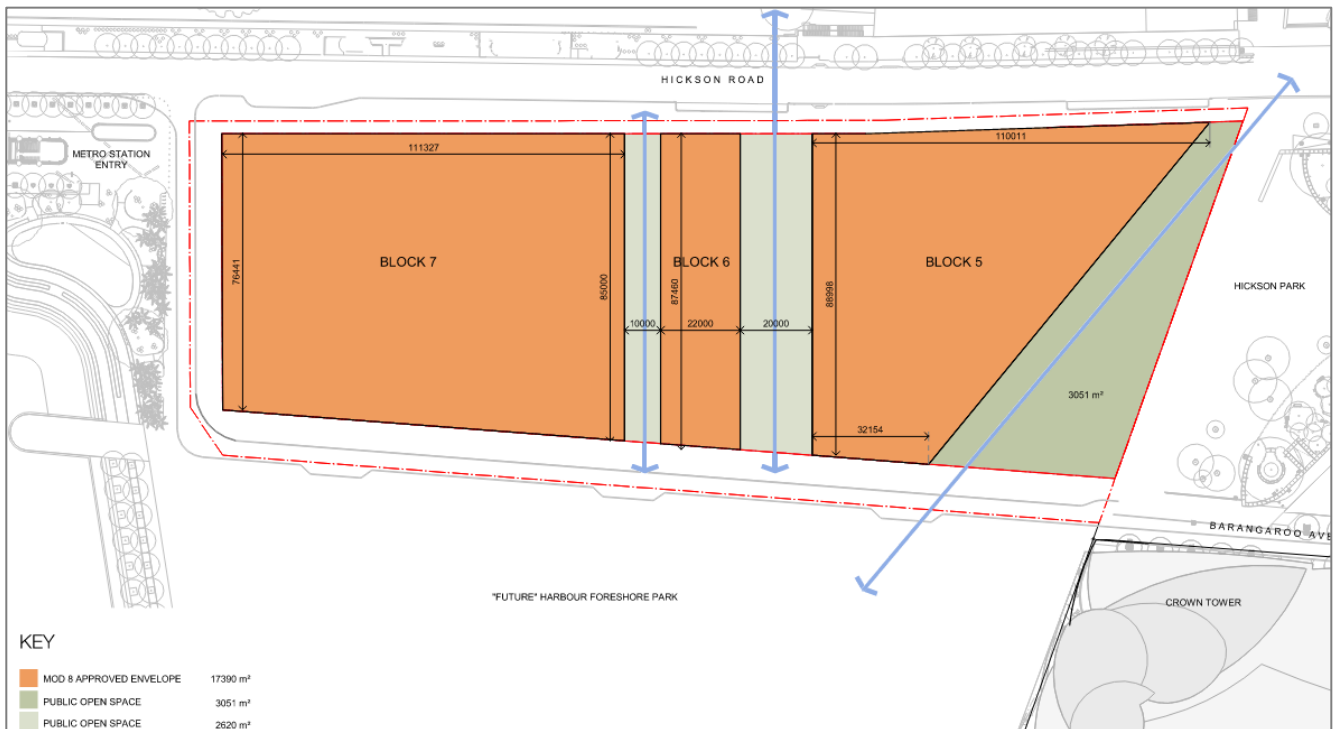 HICKSON ROAD
METRO STATION
ENTRY
111327
110011
BLOCK 7
BLOCK 6
BLOCK 5
76441
85000
87460
88998
10000
22000
20000
HICKSON PARK
3051 m²
32154
BARANGAROO AVE
"FUTURE" HARBOUR FORESHORE PARK
CROWN TOWER
KEY
MOD 8 APPROVED ENVELOPE 17390 m²
PUBLIC OPEN SPACE 3051 m²
PUBLIC OPEN SPACE 2620 m²